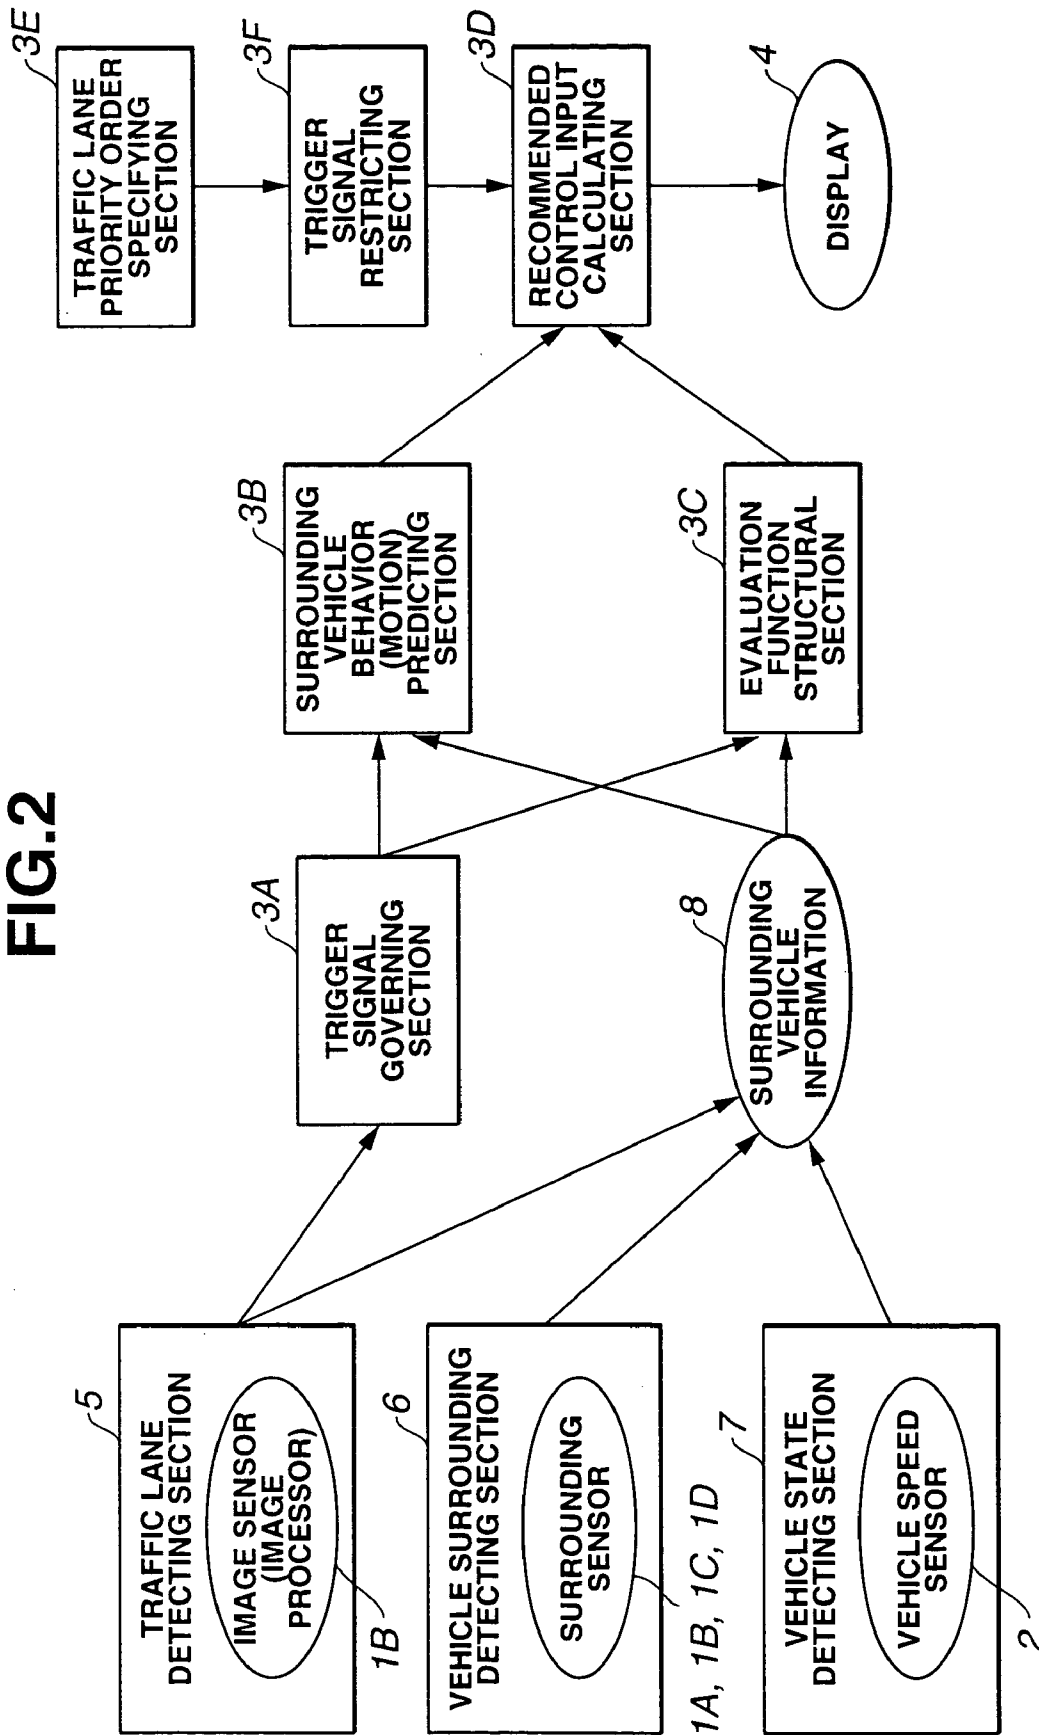 FIG.2
5
TRAFFIC LANE
DETECTING SECTION
IMAGE SENSOR
(IMAGE
PROCESSOR)
1B
6
VEHICLE SURROUNDING
DETECTING SECTION
SURROUNDING
SENSOR
1A, 1B, 1C, 1D
7
VEHICLE STATE
DETECTING SECTION
VEHICLE SPEED
SENSOR
2
3A
TRIGGER
SIGNAL
GOVERNING
SECTION
8
SURROUNDING
VEHICLE
INFORMATION
3B
SURROUNDING
VEHICLE
BEHAVIOR
(MOTION)
PREDICTING
SECTION
3C
EVALUATION
FUNCTION
STRUCTURAL
SECTION
3E
TRAFFIC LANE
PRIORITY ORDER
SPECIFYING
SECTION
3F
TRIGGER
SIGNAL
RESTRICTING
SECTION
3D
RECOMMENDED
CONTROL INPUT
CALCULATING
SECTION
4
DISPLAY